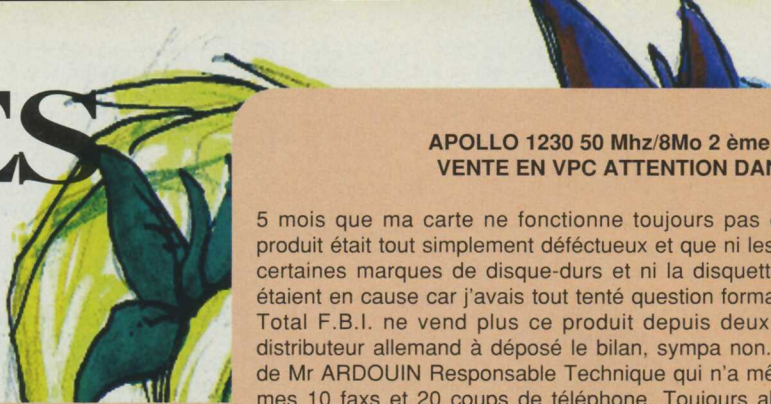 ES
APOLLO 1230 50 Mhz/8Mo 2 ème
VENTE EN VPC ATTENTION DAN
5 mois que ma carte ne fonctionne toujours pas
produit était tout simplement déféctueux et que ni les
certaines marques de disque-durs et ni la disquett
étaient en cause car j'avais tout tenté question forma
Total F.B.I. ne vend plus ce produit depuis deux
distributeur allemand à déposé le bilan, sympa non.
de Mr ARDOUIN Responsable Technique qui n'a mê
mes 10 faxs et 20 coups de téléphone. Toujours a